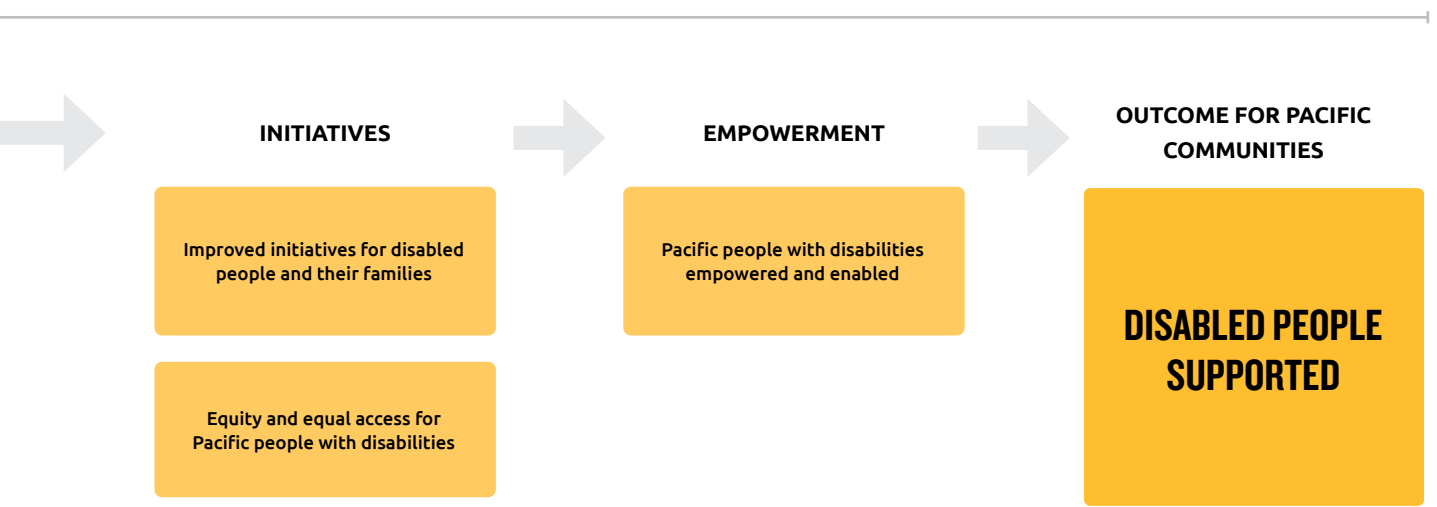 INITIATIVES
Improved initiatives for disabled
people and their families
Equity and equal access for
Pacific people with disabilities
EMPOWERMENT
Pacific people with disabilities
empowered and enabled
OUTCOME FOR PACIFIC
COMMUNITIES
DISABLED PEOPLE
SUPPORTED